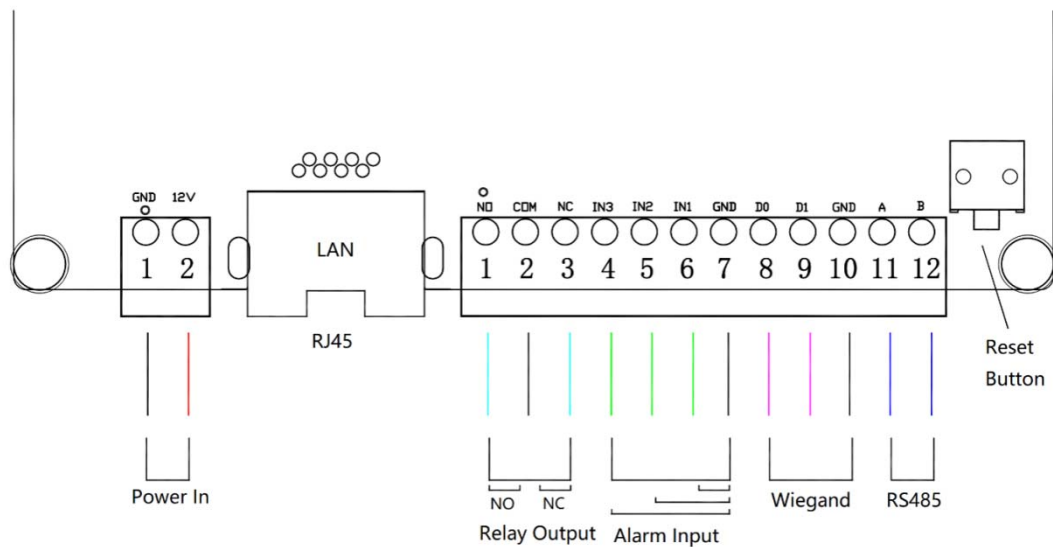 GND 12V
1 2
LAN
RJ45
NO COM NC IN3 IN2 IN1 GND D0 D1 GND A B
1 2 3 4 5 6 7 8 9 10 11 12
Reset
Button
Power In
NO NC
Relay Output
Alarm Input
Wiegand
RS485